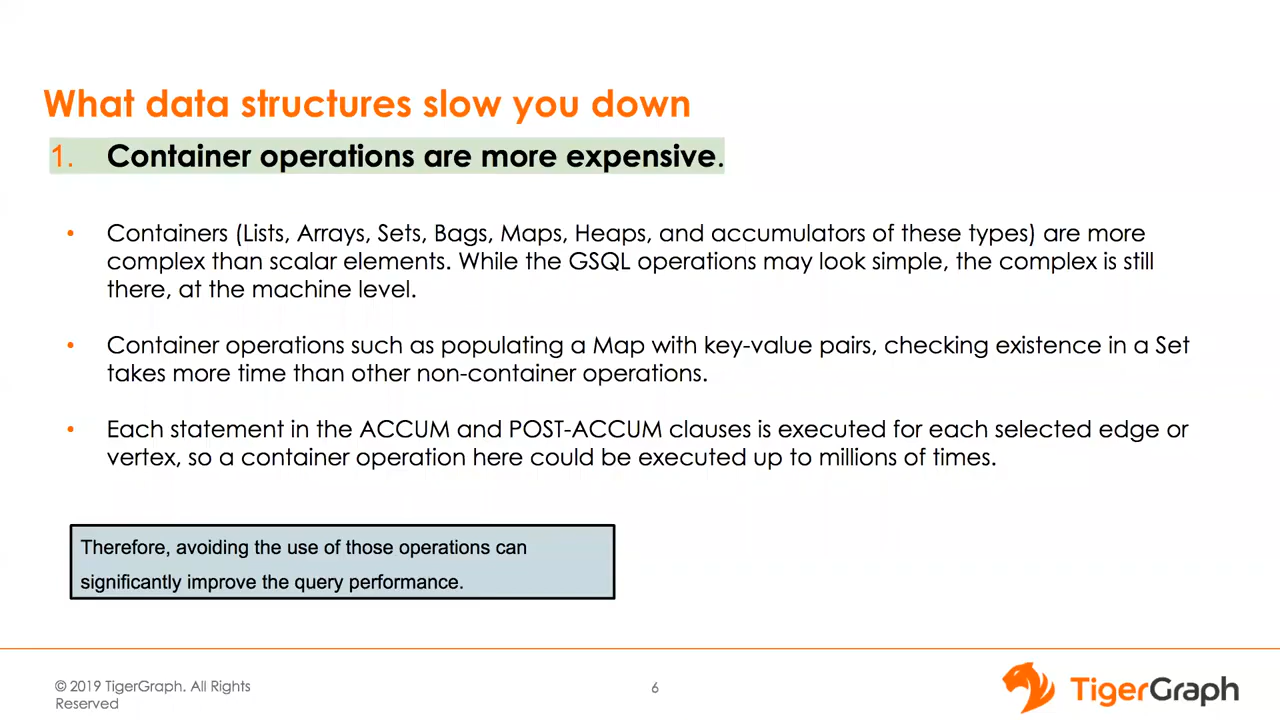 What data structures slow you down
1. Container operations are more expensive.
• Containers (Lists, Arrays, Sets, Bags, Maps, Heaps, and accumulators of these types) are more
complex than scalar elements. While the GSQL operations may look simple, the complex is still
there, at the machine level.
• Container operations such as populating a Map with key-value pairs, checking existence in a Set
takes more time than other non-container operations.
• Each statement in the ACCUM and POST-ACCUM clauses is executed for each selected edge or
vertex, so a container operation here could be executed up to millions of times.
Therefore, avoiding the use of those operations can
significantly improve the query performance.
© 2019 TigerGraph. All Rights
Reserved
6
TigerGraph